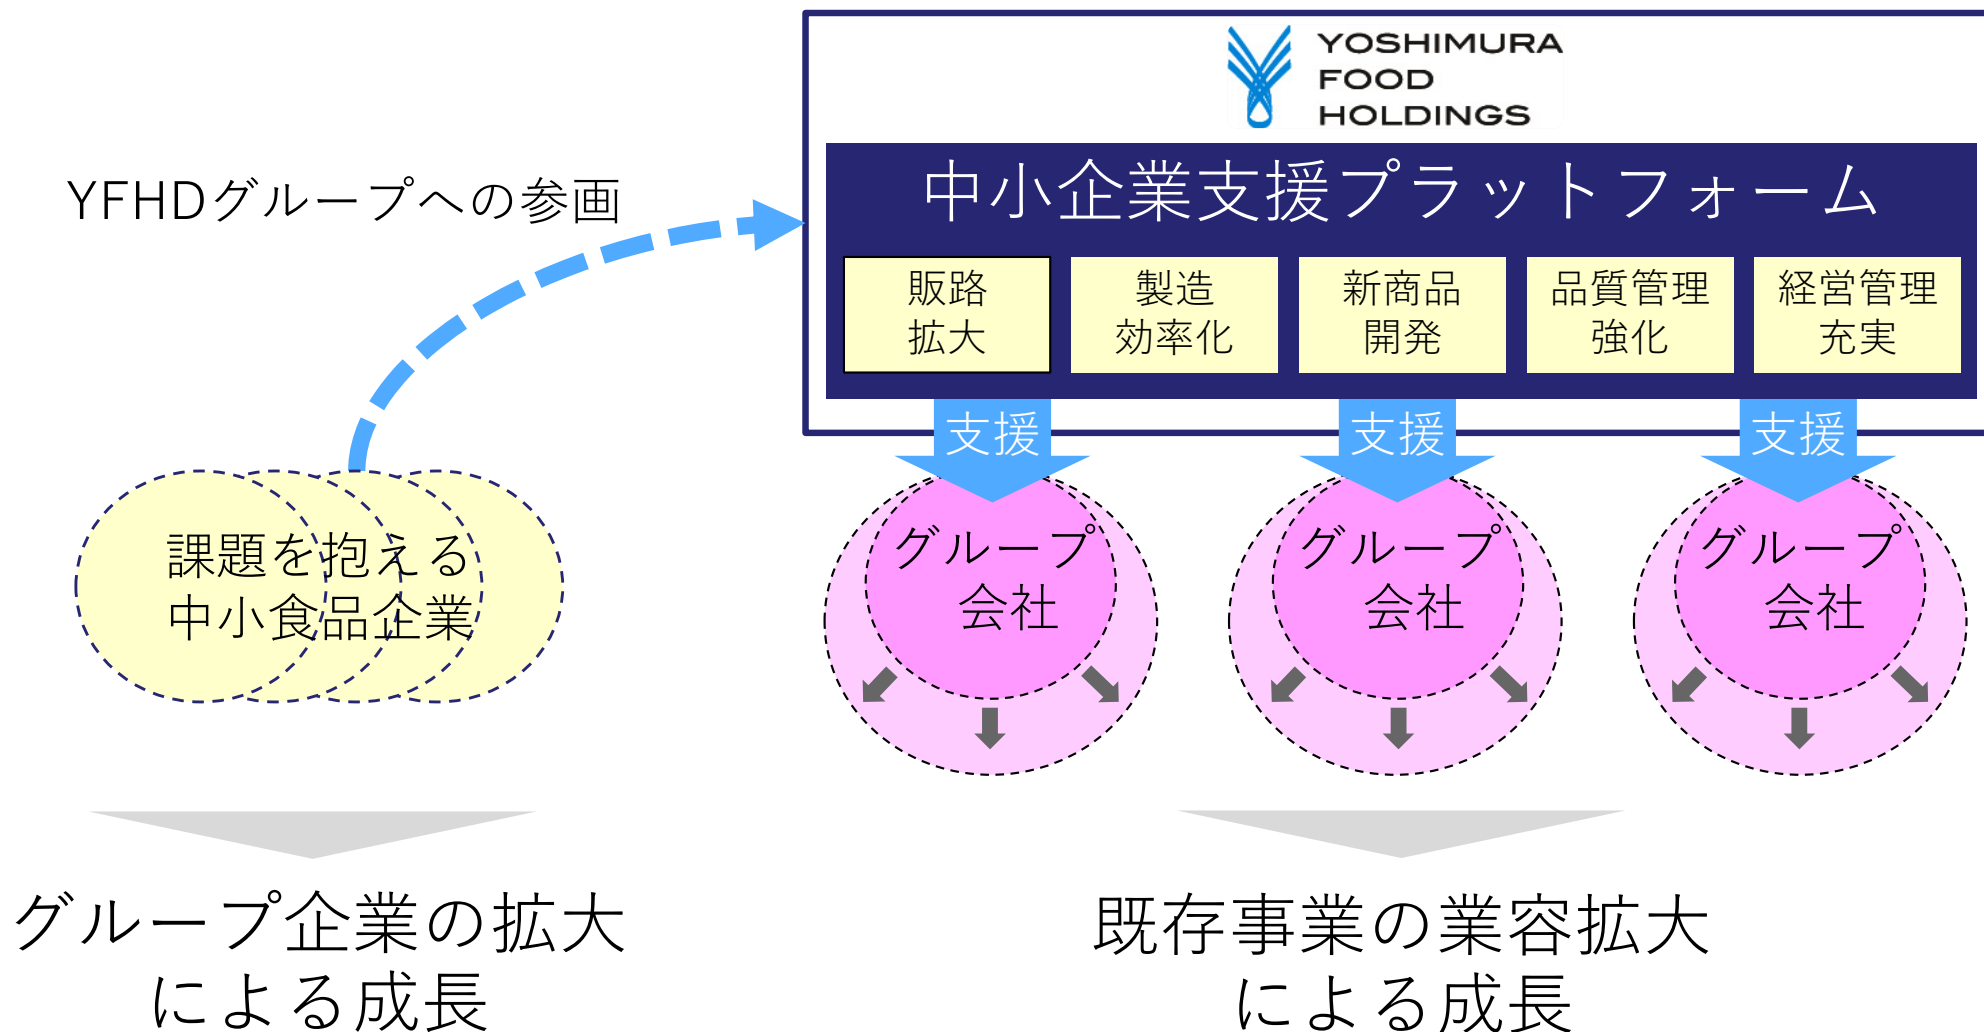 YOSHIMURA
FOOD
HOLDINGS
中小企業支援プラットフォーム
YFHDグループへの参画
販路
拡大
製造
効率化
新商品
開発
品質管理
強化
経営管理
充実
支援
支援
支援
課題を抱える
中小食品企業
グループ
会社
グループ
会社
グループ
会社
グループ企業の拡大
による成長
既存事業の業容拡大
による成長